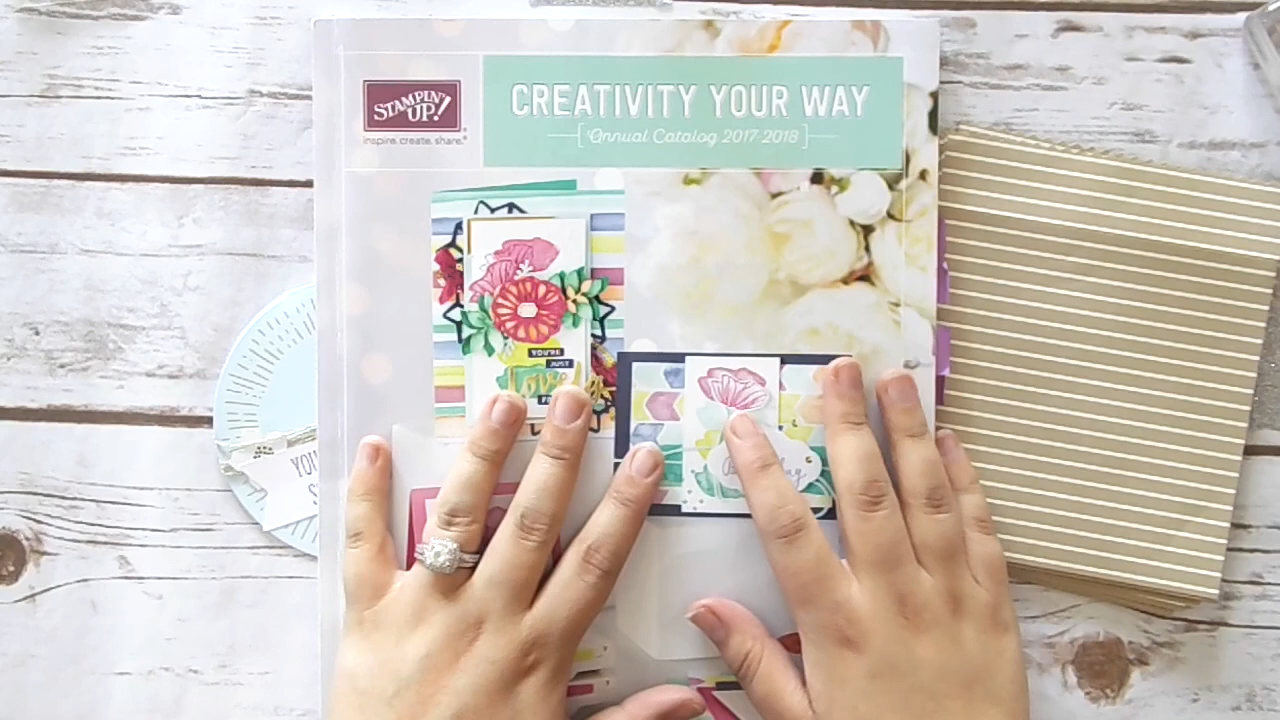 STAMPIN' UP!
inspire. create. share.®
CREATIVITY YOUR WAY
[Annual Catalog 2017-2018]
YOU'RE
JUST